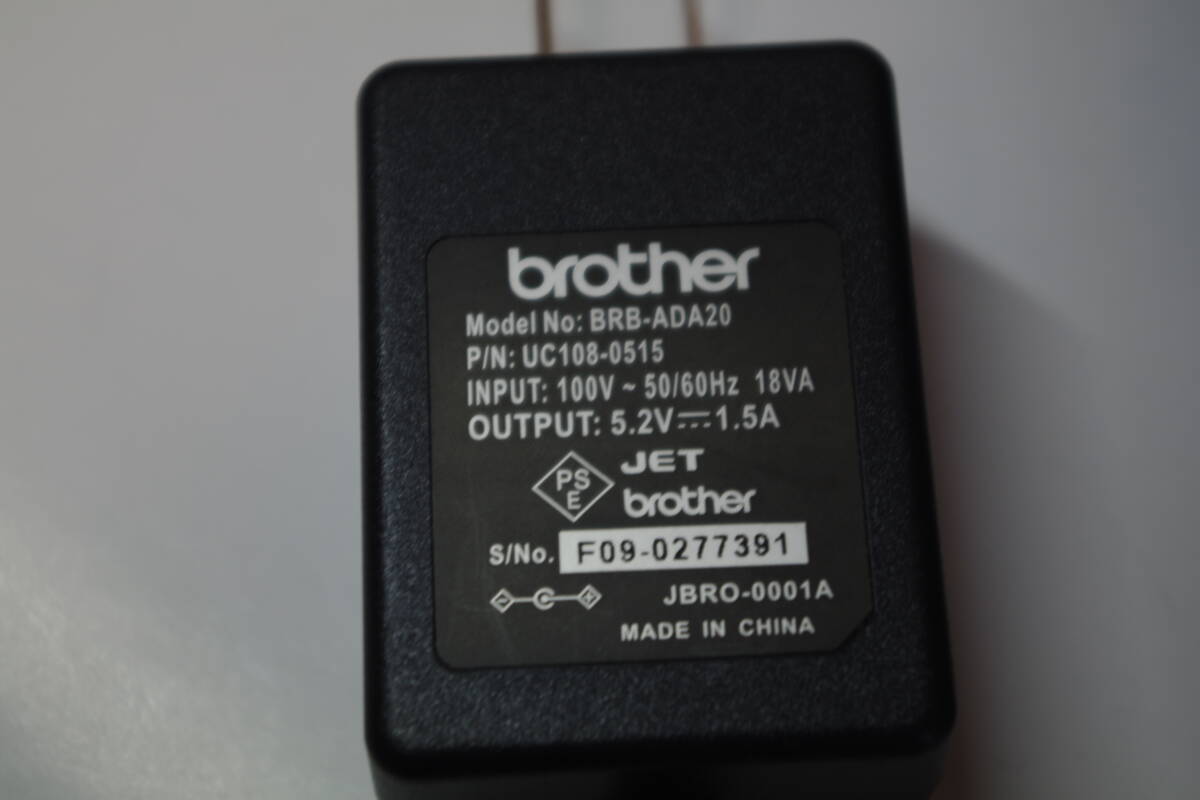 brother
Model No: BRB-ADA20
P/N: UC108-0515
INPUT: 100V ~ 50/60Hz 18VA
OUTPUT: 5.2V⎓1.5A
PS
E
JET
brother
S/No. F09-0277391
JBRO-0001A
MADE IN CHINA